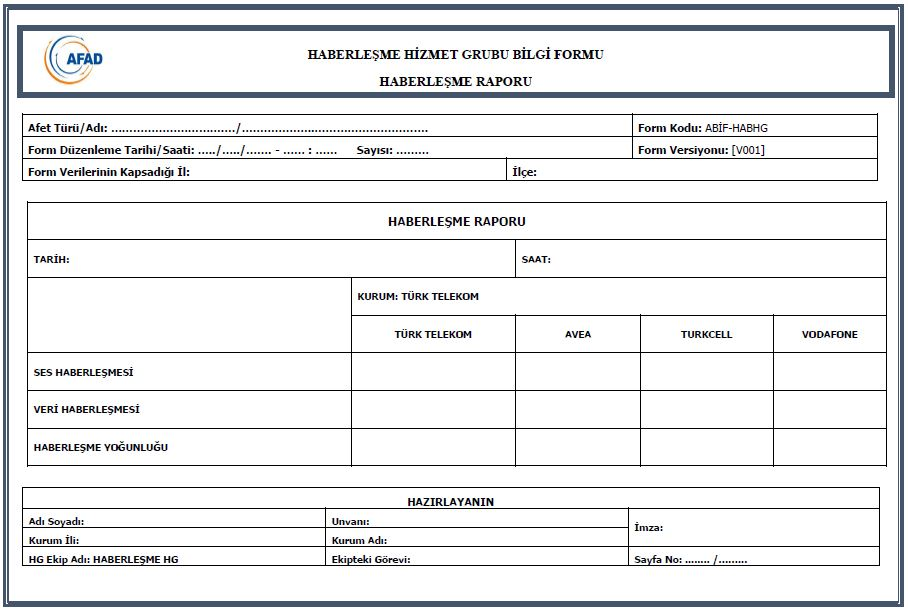 AFAD
HABERLEŞME HİZMET GRUBU BİLGİ FORMU
HABERLEŞME RAPORU
Afet Türü/Adı: ................................../...................................................
Form Kodu: ABİF-HABHG
Form Düzenleme Tarihi/Saati: ...../...../....... - ...... : ...... Sayısı: .........
Form Versiyonu: [V001]
Form Verilerinin Kapsadığı İl:
İlçe:
HABERLEŞME RAPORU
TARİH:
SAAT:
KURUM: TÜRK TELEKOM
TÜRK TELEKOM AVEA TURKCELL VODAFONE
SES HABERLEŞMESİ
VERİ HABERLEŞMESİ
HABERLEŞME YOĞUNLUĞU
HAZIRLAYANIN
Adı Soyadı:
Unvanı:
İmza:
Kurum İli:
Kurum Adı:
HG Ekip Adı: HABERLEŞME HG
Ekipteki Görevi:
Sayfa No: ........ /.........